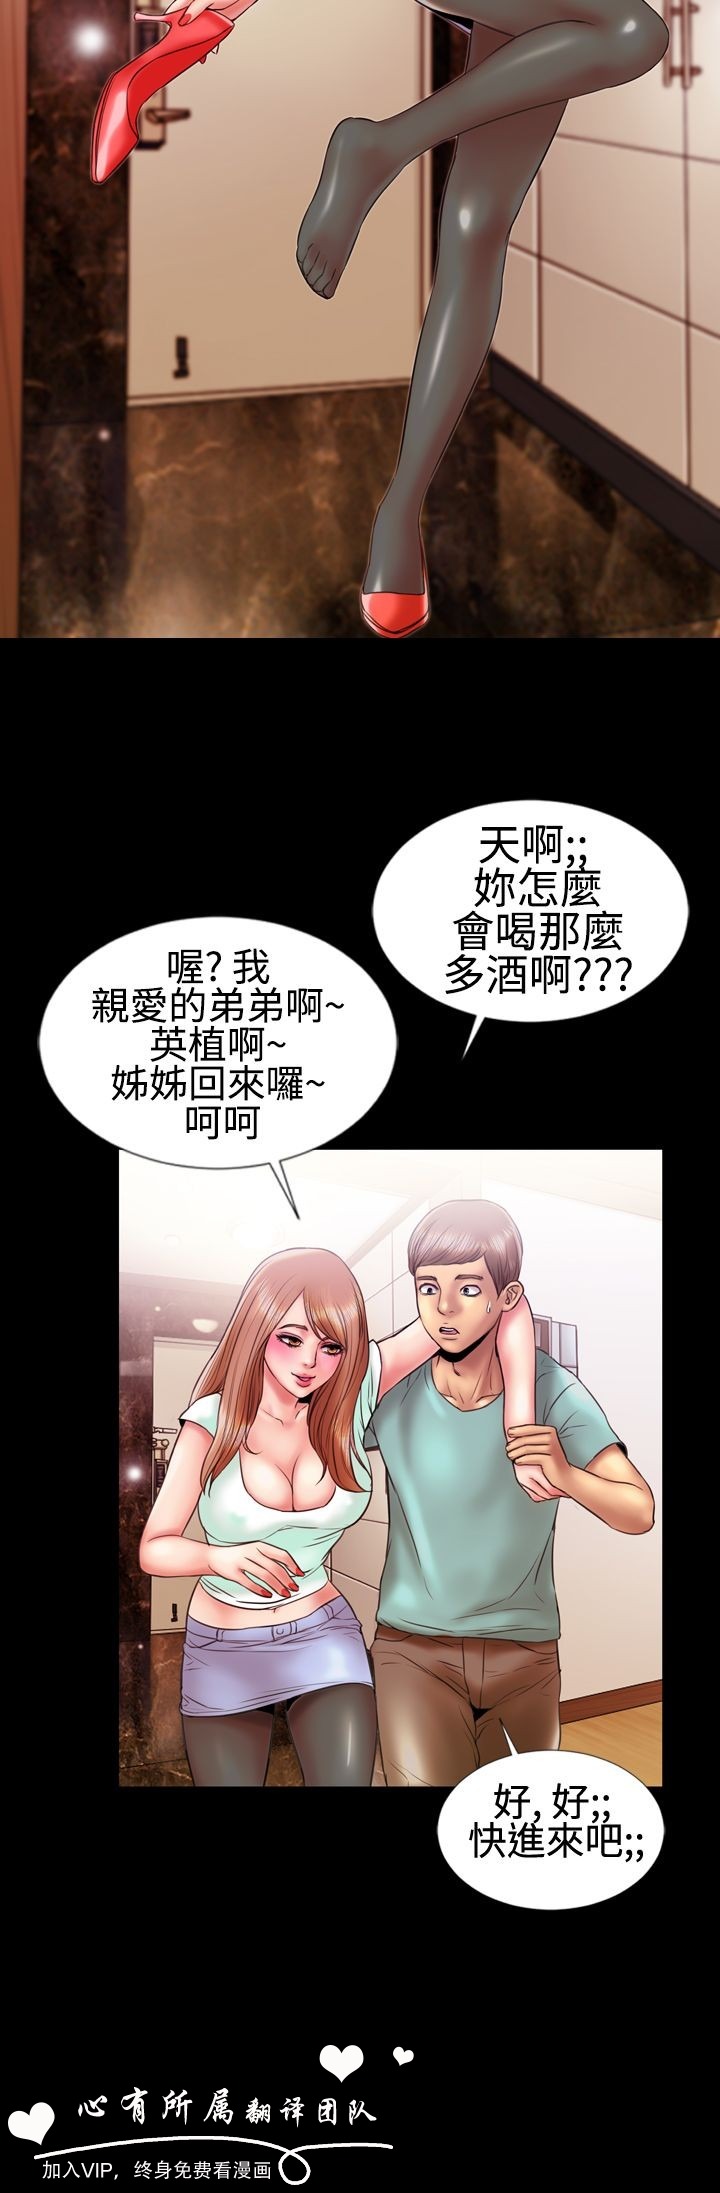 天啊;;
妳怎麼
會喝那麼
多酒啊???
喔? 我
親愛的弟弟啊~
英植啊~
姊姊回來囉~
呵呵
好, 好;;
快進來吧;;
心有所属翻译团队
加入VIP，终身免费看漫画